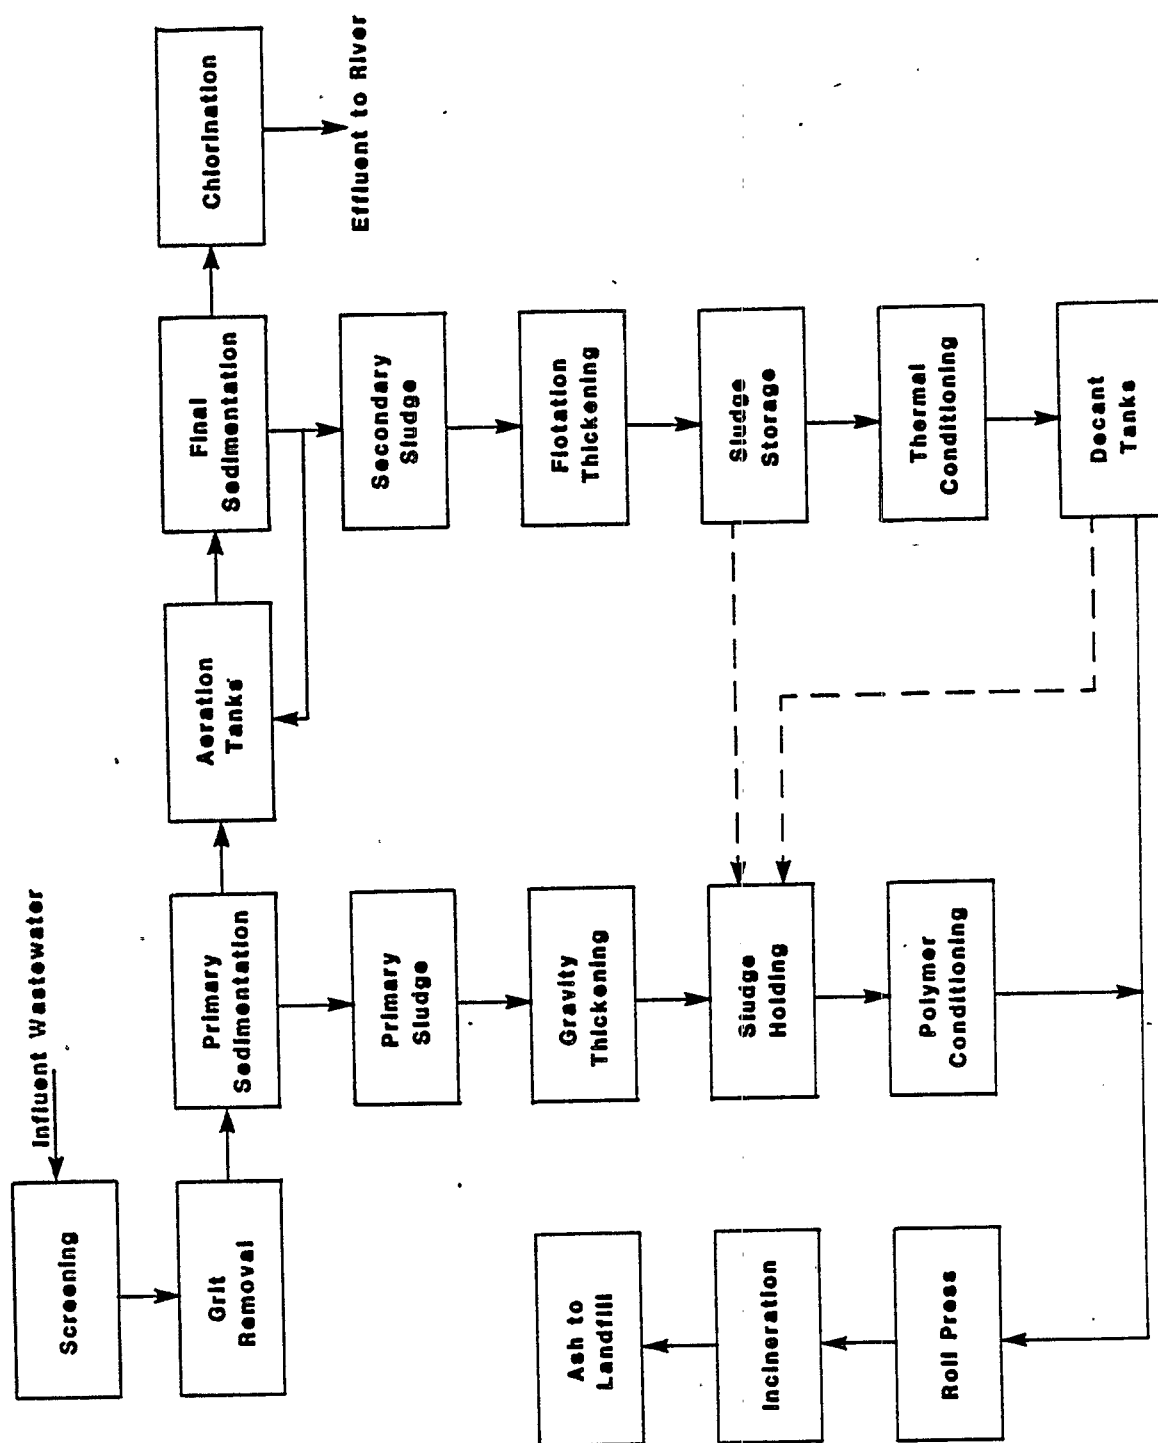 Influent Wastewater
Screening
Grit
Removal
Primary
Sedimentation
Aeration
Tanks
Final
Sedimentation
Chlorination
Effluent to River
Primary
Sludge
Secondary
Sludge
Gravity
Thickening
Flotation
Thickening
Sludge
Holding
Sludge
Storage
Polymer
Conditioning
Thermal
Conditioning
Decant
Tanks
Roll Press
Incineration
Ash to
Landfill